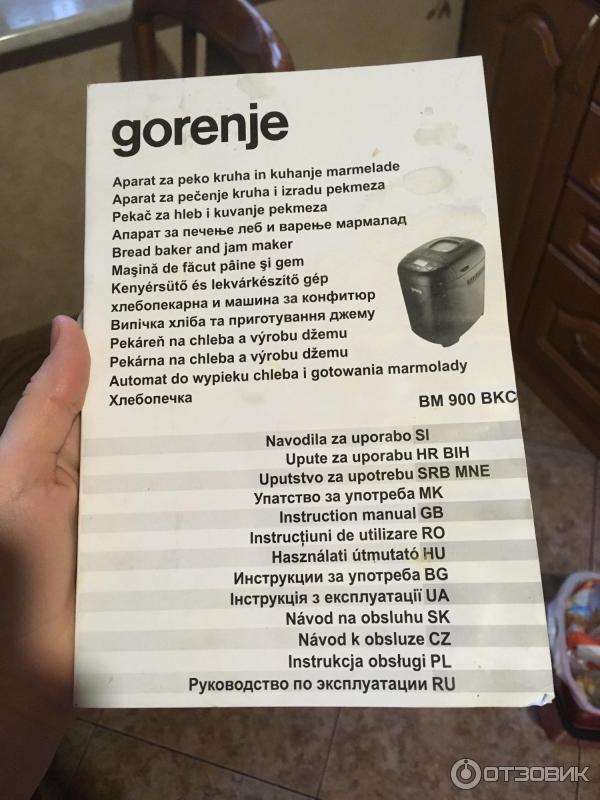 gorenje
Aparat za peko kruha in kuhanje marmelade
Aparat za pečenje kruha i izradu pekmeza
Pekač za hleb i kuvanje pekmeza
Апарат за печење леб и варење мармалад
Bread baker and jam maker
Maşină de făcut pâine şi gem
Kenyérsütő és lekvárkészítő gép
хлебопекарна и машина за конфитюр
Випічка хліба та приготування джему
Pekáreň na chleba a výrobu džemu
Pekárna na chleba a výrobu džemu
Automat do wypieku chleba i gotowania marmolady
Хлебопечка
BM 900 BKC
Navodila za uporabo SI
Upute za uporabu HR BIH
Uputstvo za upotrebu SRB MNE
Упатство за употреба MK
Instruction manual GB
Instrucţiuni de utilizare RO
Használati útmutató HU
Инструкции за употреба BG
Інструкція з експлуатації UA
Návod na obsluhu SK
Návod k obsluze CZ
Instrukcja obsługi PL
Руководство по эксплуатации RU
ОТЗОВИК